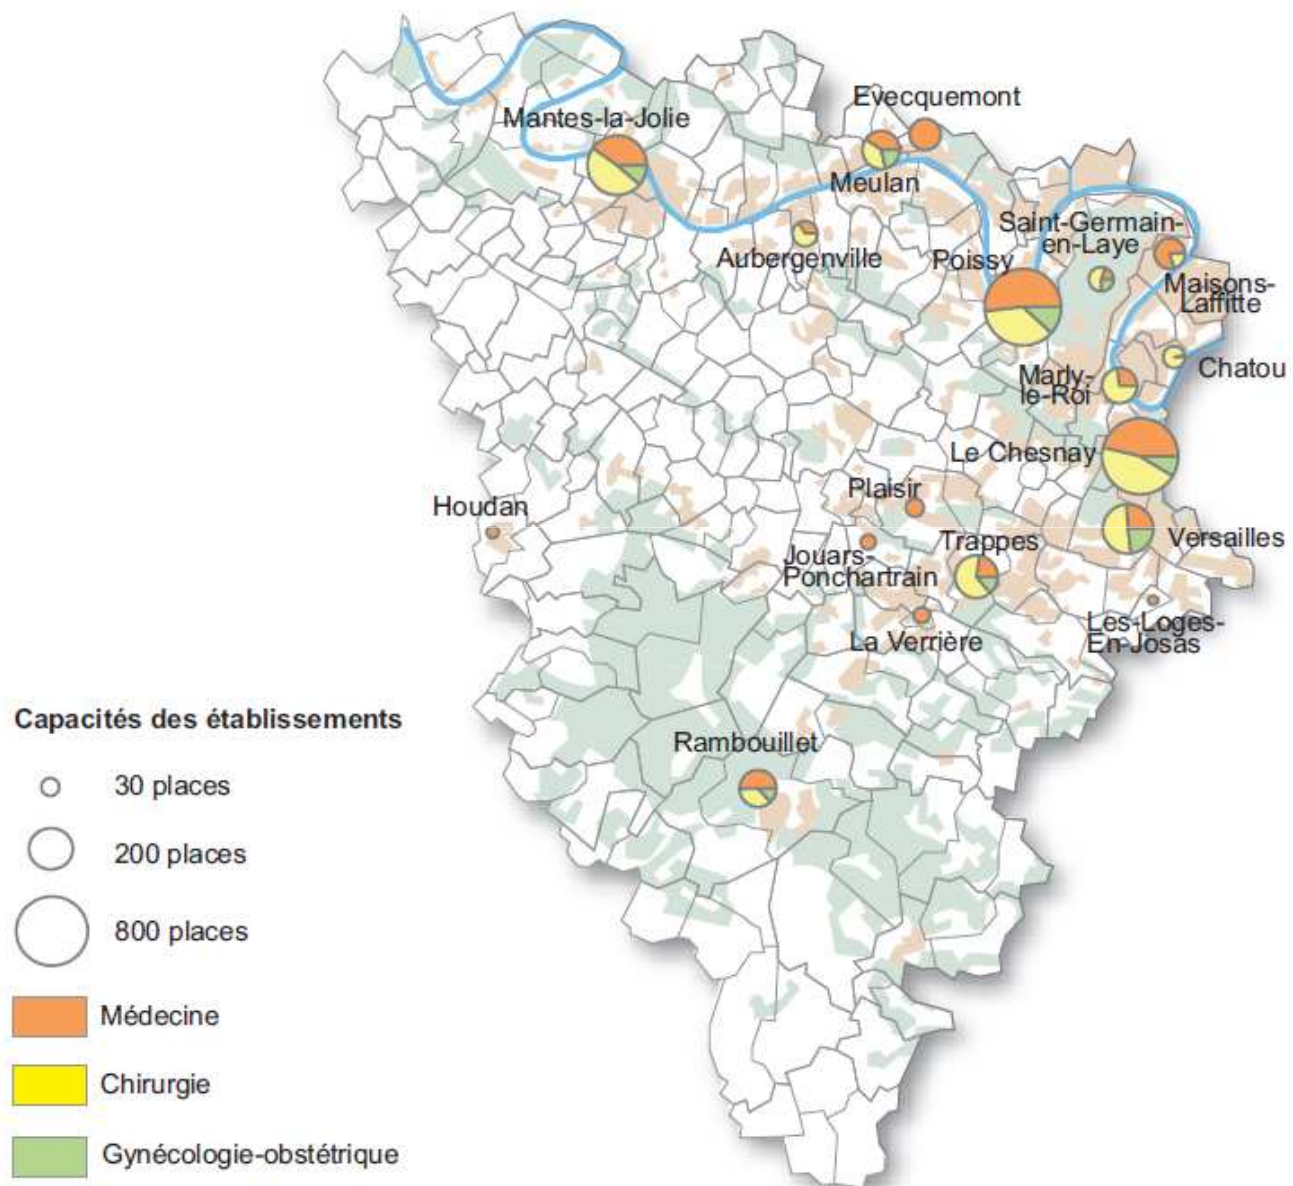 Evecquemont
Mantes-la-Jolie
Meulan
Saint-Germain-
en-Laye
Aubergenville
Poissy
Maisons-
Laffitte
Chatou
Marly-
le-Roi
Le Chesnay
Plaisir
Houdan
Versailles
Trappes
Jouars-
Ponchartrain
Les-Loges-
En-Josas
La Verrière
Rambouillet
Capacités des établissements
30 places
200 places
800 places
Médecine
Chirurgie
Gynécologie-obstétrique